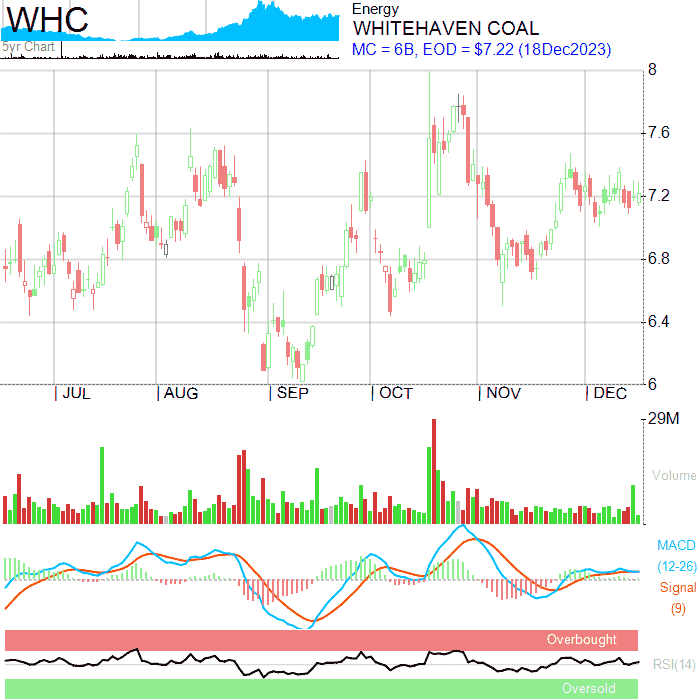 WHC
5yr Chart
Energy
WHITEHAVEN COAL
MC = 6B, EOD = $7.22 (18Dec2023)
8
7.6
7.2
6.8
6.4
6
JUL AUG SEP OCT NOV DEC
29M
Volume
MACD
(12-26)
Signal
(9)
Overbought
RSI(14)
Oversold